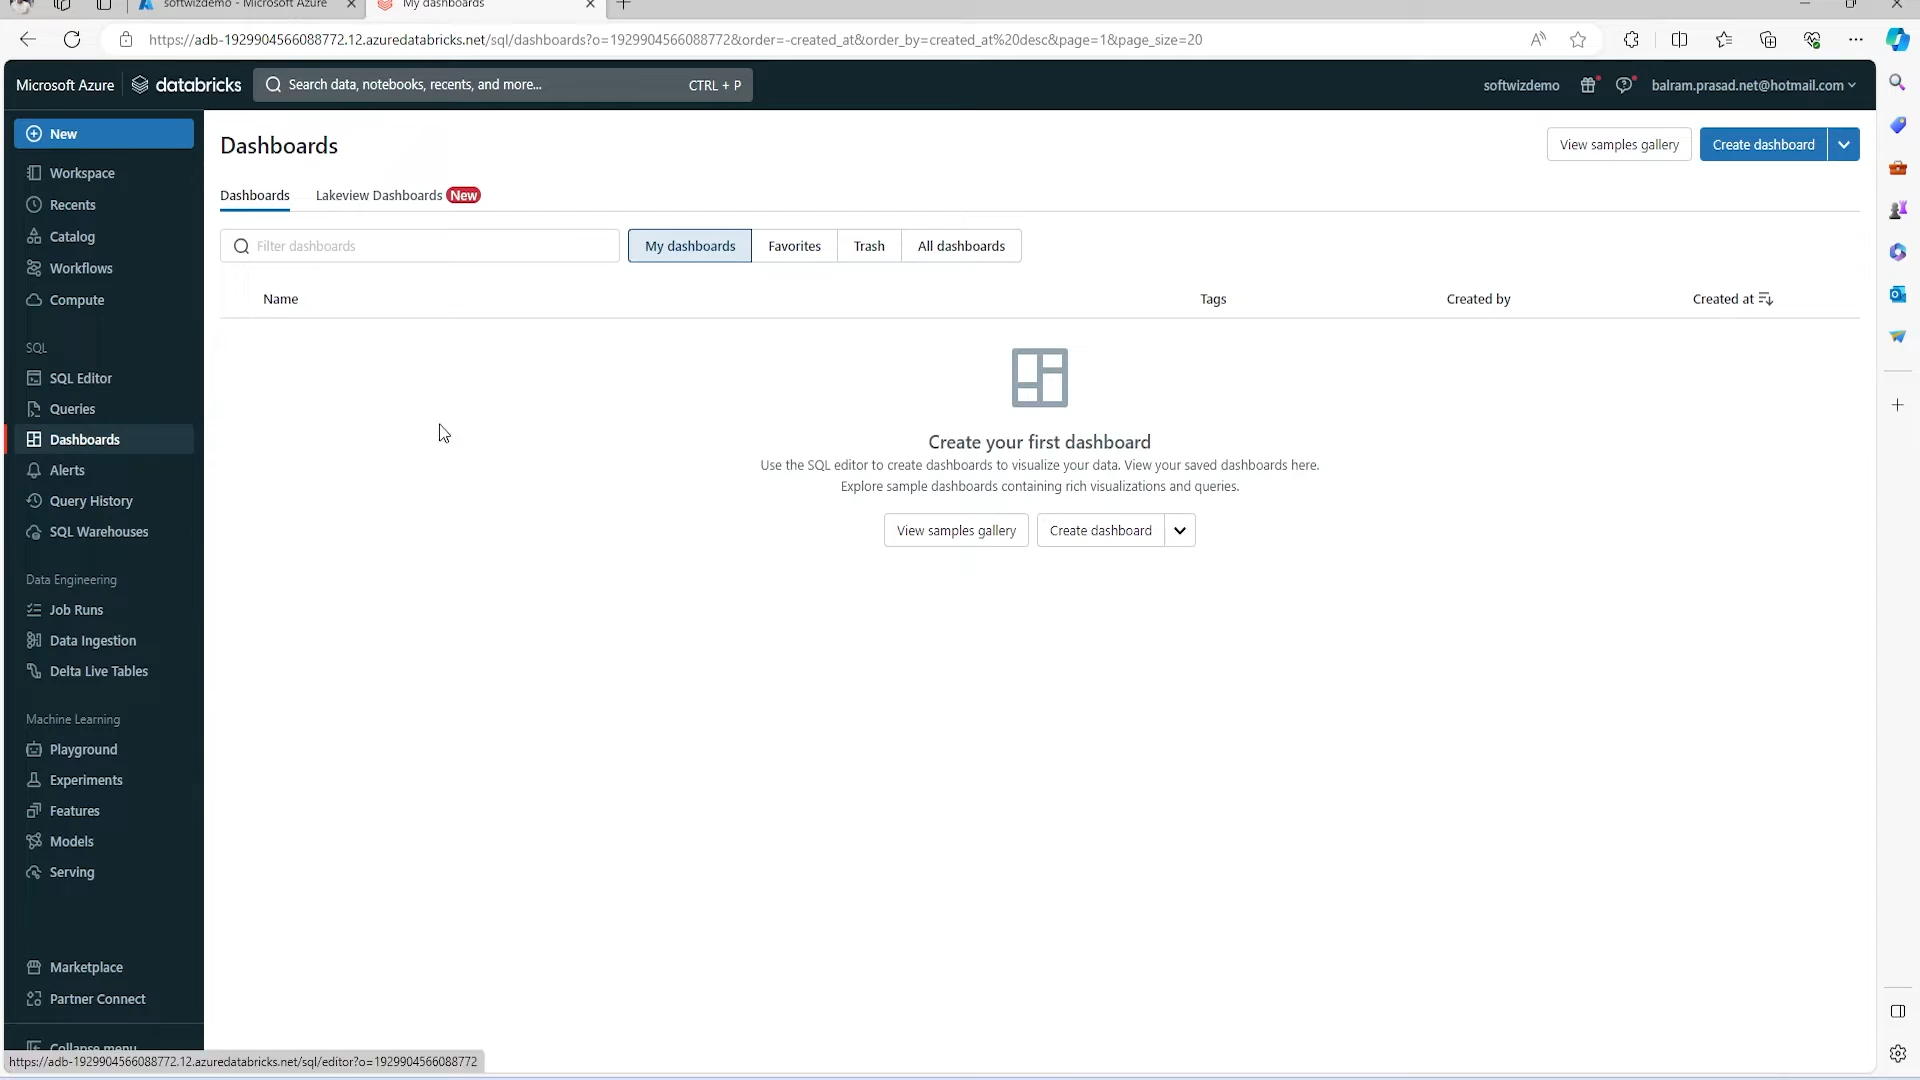 softwizdemo - Microsoft Azure
My dashboards
https://adb-1929904566088772.12.azuredatabricks.net/sql/dashboards?o=1929904566088772&order=-created_at&order_by=created_at%20desc&page=1&page_size=20
Microsoft Azure
databricks
Search data, notebooks, recents, and more...
CTRL + P
softwizdemo
balram.prasad.net@hotmail.com
New
Workspace
Recents
Catalog
Workflows
Compute
SQL
SQL Editor
Queries
Dashboards
Alerts
Query History
SQL Warehouses
Data Engineering
Job Runs
Data Ingestion
Delta Live Tables
Machine Learning
Playground
Experiments
Features
Models
Serving
Marketplace
Partner Connect
Collapse menu
Dashboards
View samples gallery
Create dashboard
Dashboards
Lakeview Dashboards New
Filter dashboards
My dashboards
Favorites
Trash
All dashboards
Name
Tags
Created by
Created at
Create your first dashboard
Use the SQL editor to create dashboards to visualize your data. View your saved dashboards here.
Explore sample dashboards containing rich visualizations and queries.
View samples gallery
Create dashboard
https://adb-1929904566088772.12.azuredatabricks.net/sql/editor?o=1929904566088772